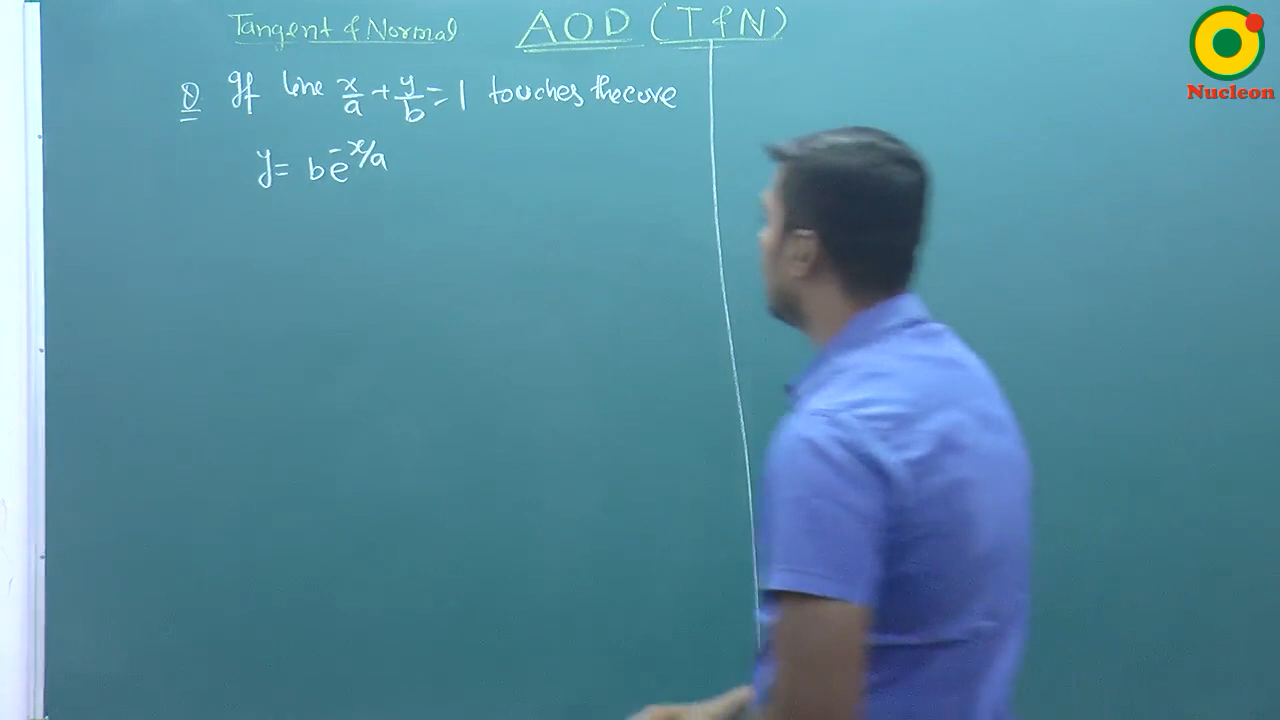 Tangent & Normal AOD (T & N)
Q If line x/a + y/b = 1 touches the cuve
y = be^-x/a
Nucleon